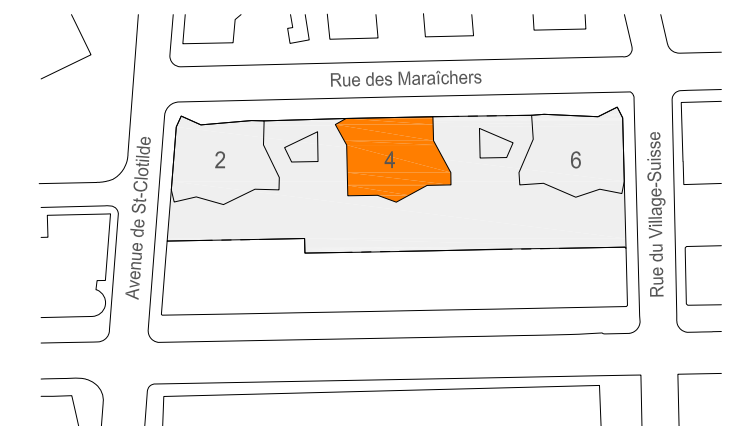 Rue des Maraîchers
Avenue de St-Clotilde
2
4
6
Rue du Village-Suisse